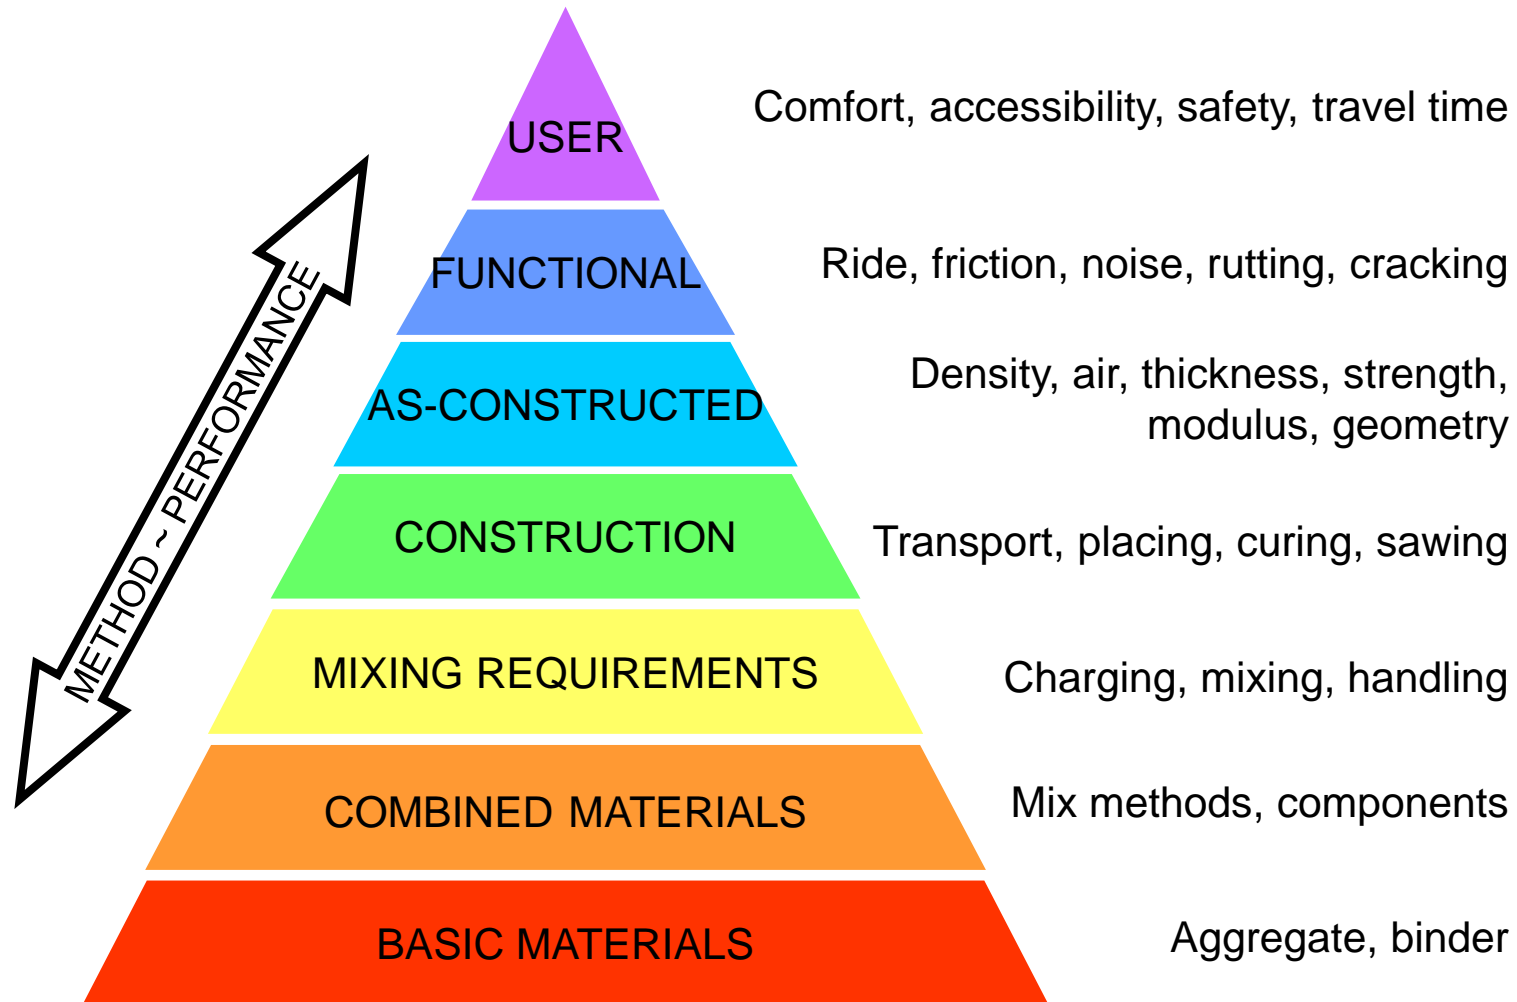 USER
Comfort, accessibility, safety, travel time
FUNCTIONAL
Ride, friction, noise, rutting, cracking
AS-CONSTRUCTED
Density, air, thickness, strength,
modulus, geometry
CONSTRUCTION
Transport, placing, curing, sawing
MIXING REQUIREMENTS
Charging, mixing, handling
COMBINED MATERIALS
Mix methods, components
BASIC MATERIALS
Aggregate, binder
METHOD ~ PERFORMANCE